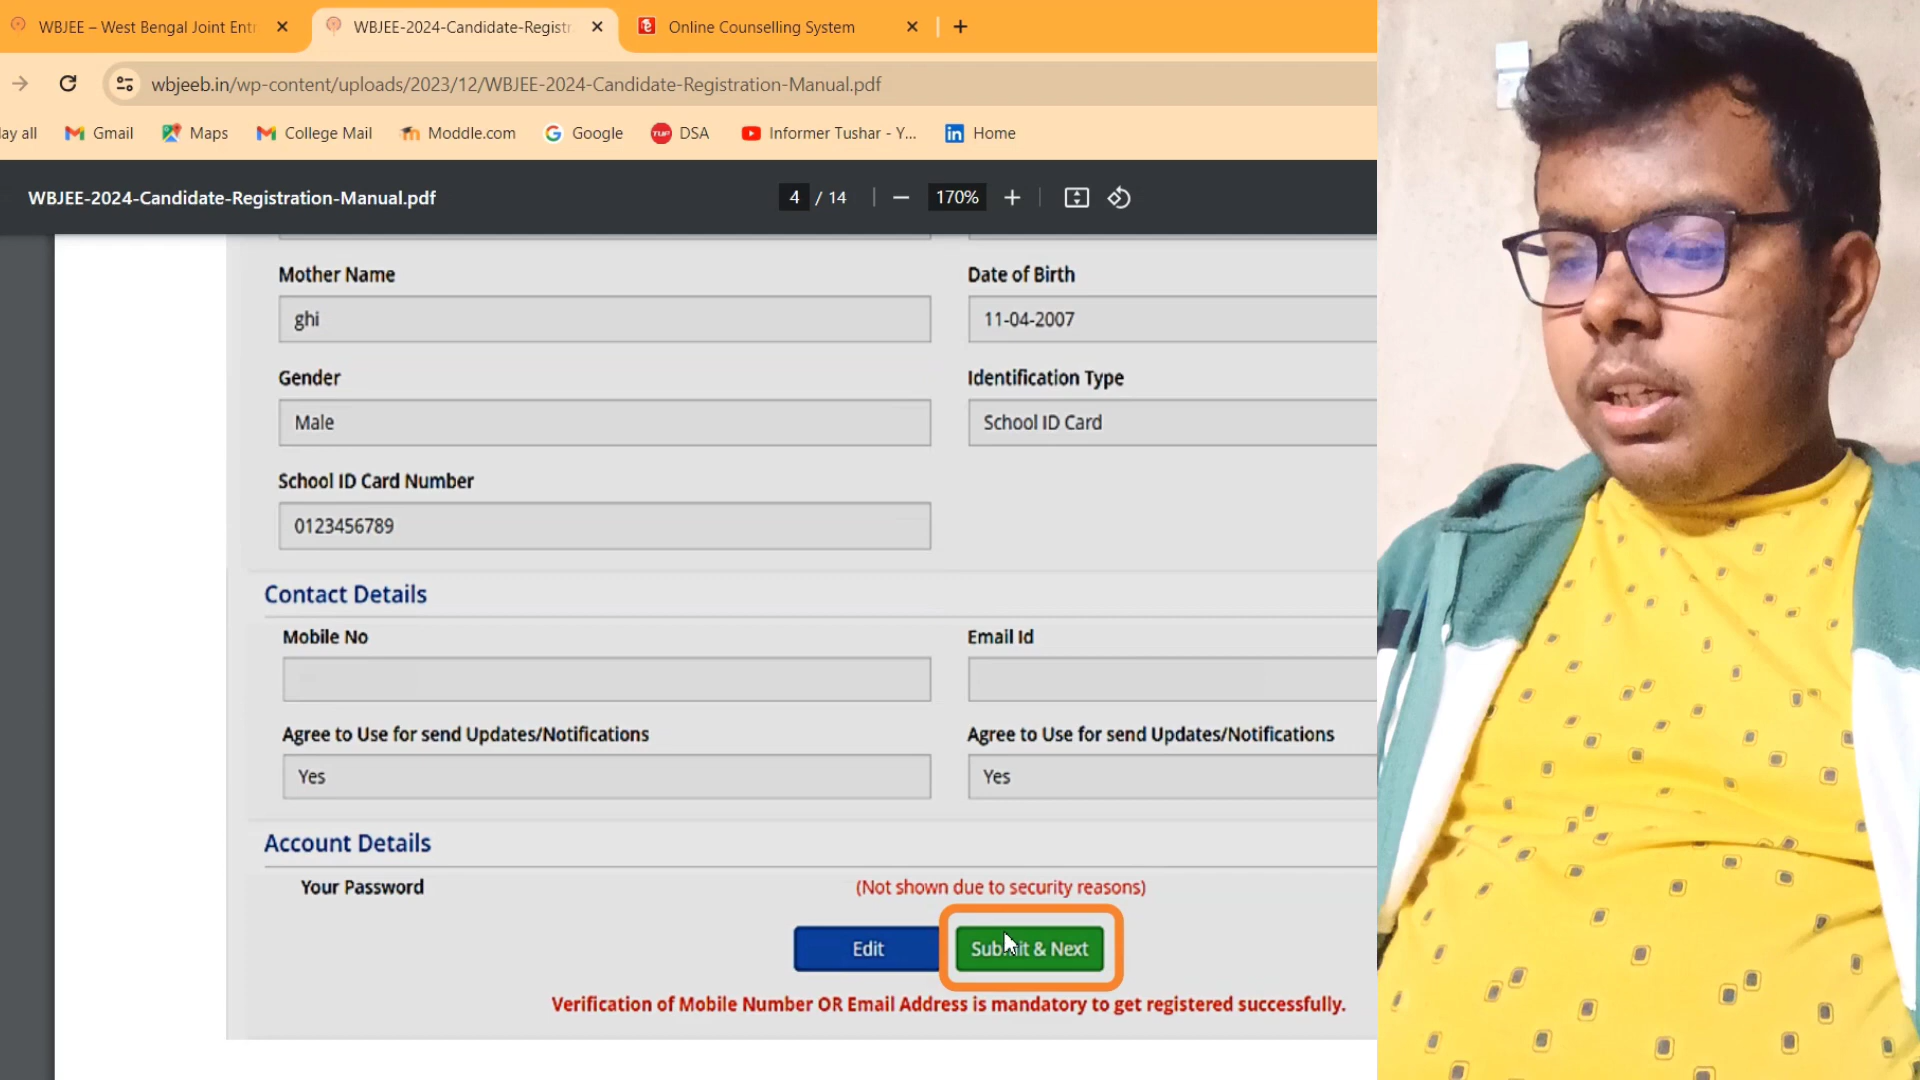 WBJEE – West Bengal Joint Entr
WBJEE-2024-Candidate-Registr
Online Counselling System
wbjeeb.in/wp-content/uploads/2023/12/WBJEE-2024-Candidate-Registration-Manual.pdf
lay all
Gmail
Maps
College Mail
Moddle.com
Google
DSA
Informer Tushar - Y...
Home
WBJEE-2024-Candidate-Registration-Manual.pdf
4 / 14
170%
Mother Name
Date of Birth
ghi
11-04-2007
Gender
Identification Type
Male
School ID Card
School ID Card Number
0123456789
Contact Details
Mobile No
Email Id
Agree to Use for send Updates/Notifications
Agree to Use for send Updates/Notifications
Yes
Yes
Account Details
Your Password
(Not shown due to security reasons)
Edit
Submit & Next
Verification of Mobile Number OR Email Address is mandatory to get registered successfully.